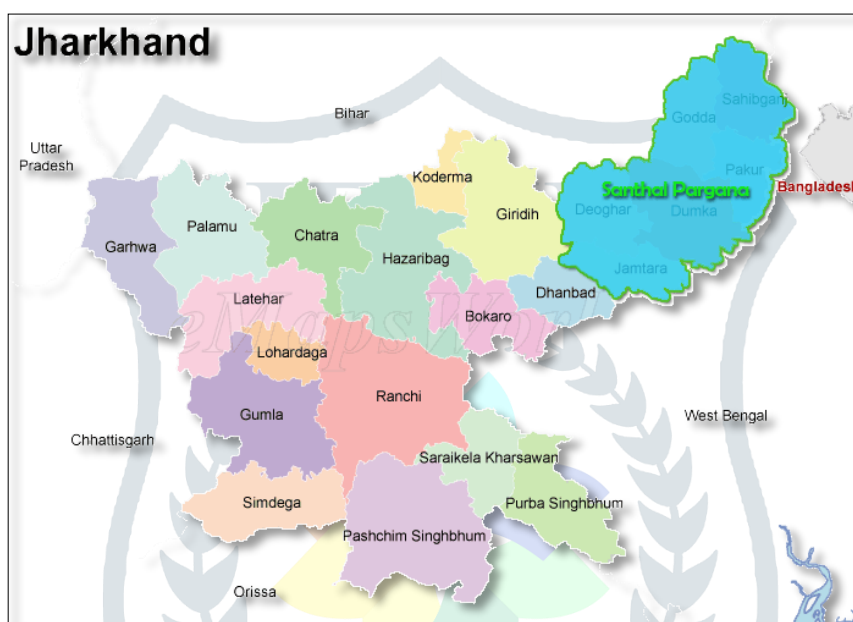 Jharkhand
Bihar
Uttar
Pradesh
Sahibganj
Godda
Koderma
Pakur
Bangladesh
Santhal Pargana
Giridih
Deoghar
Dumka
Palamu
Chatra
Garhwa
Hazaribag
Jamtara
Latehar
Dhanbad
Bokaro
Lohardaga
Ranchi
Gumla
West Bengal
Chhattisgarh
Saraikela Kharsawan
Simdega
Purba Singhbhum
Pashchim Singhbhum
Orissa